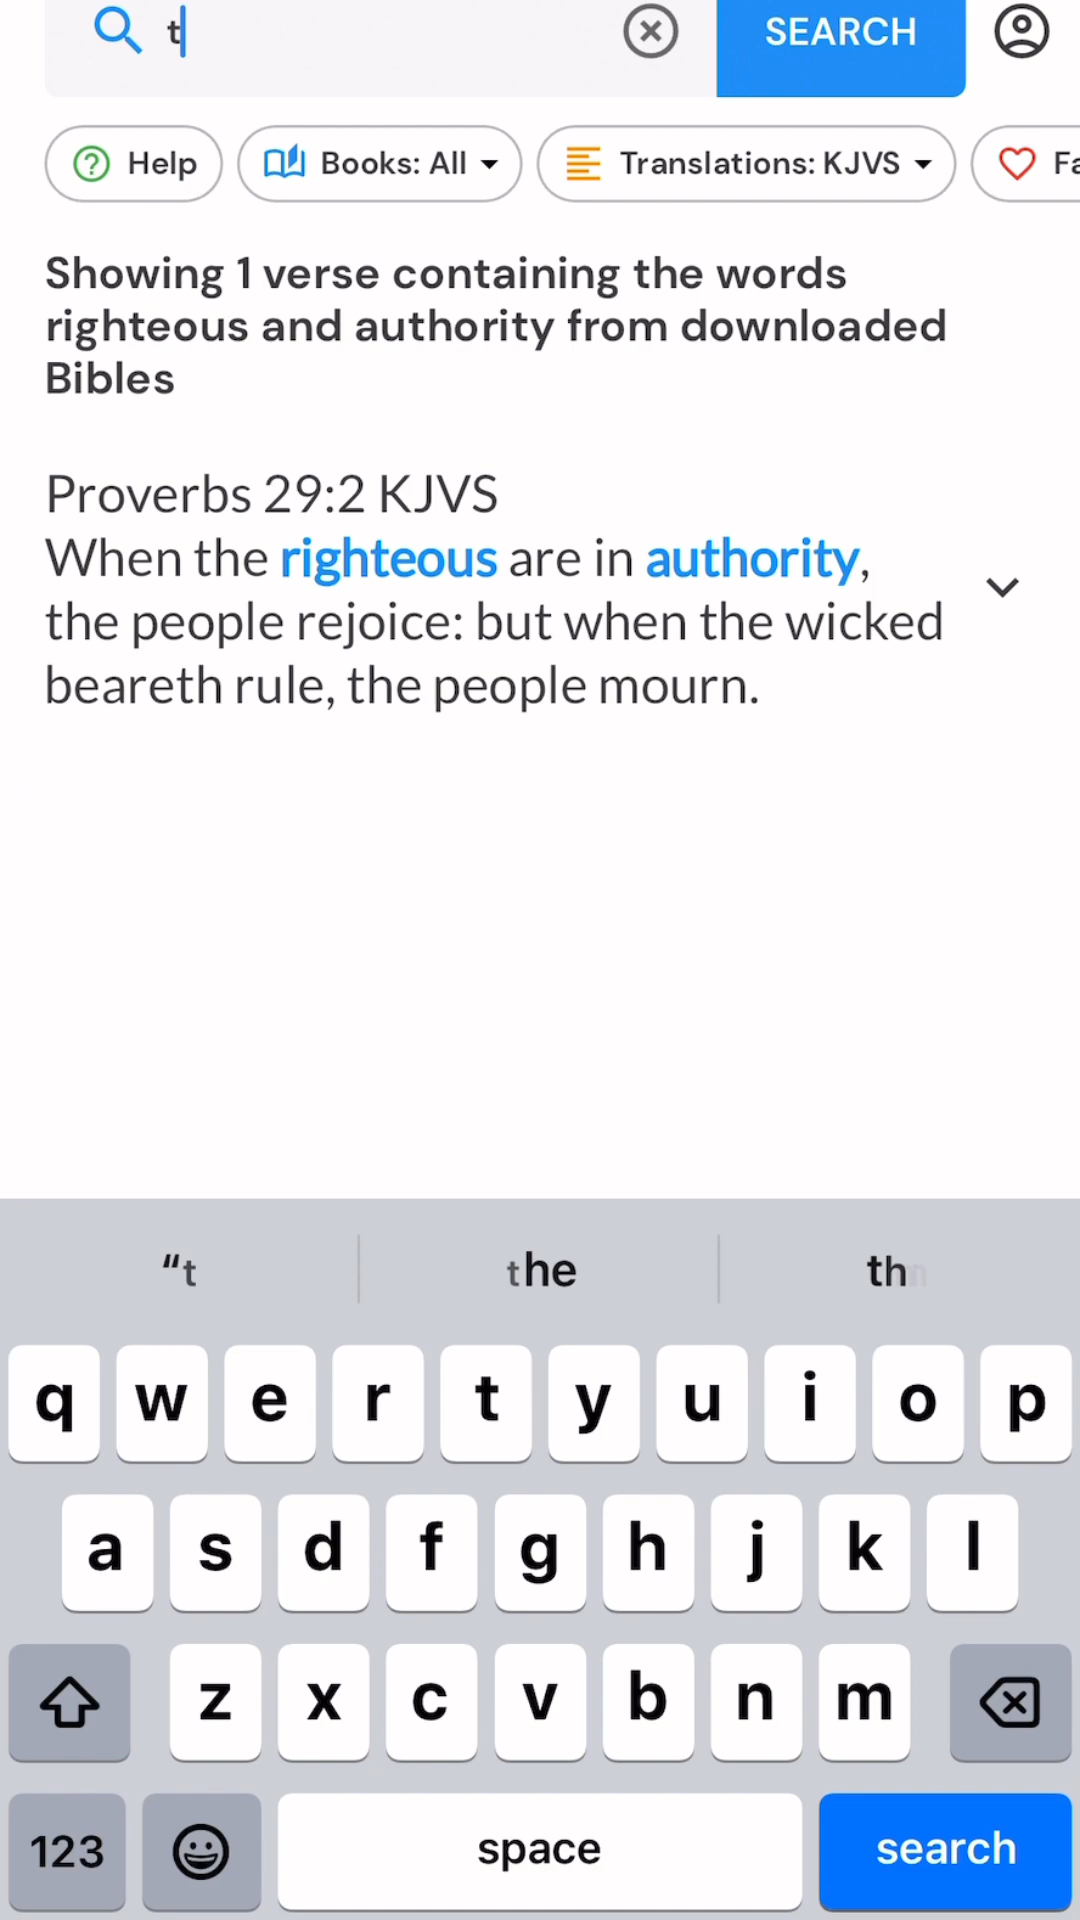 t
SEARCH
Help
Books: All
Translations: KJVS
Fa
Showing 1 verse containing the words
righteous and authority from downloaded
Bibles
Proverbs 29:2 KJVS
When the righteous are in authority,
the people rejoice: but when the wicked
beareth rule, the people mourn.
“t
the
th
q w e r t y u i o p
a s d f g h j k l
z x c v b n m
123
space
search